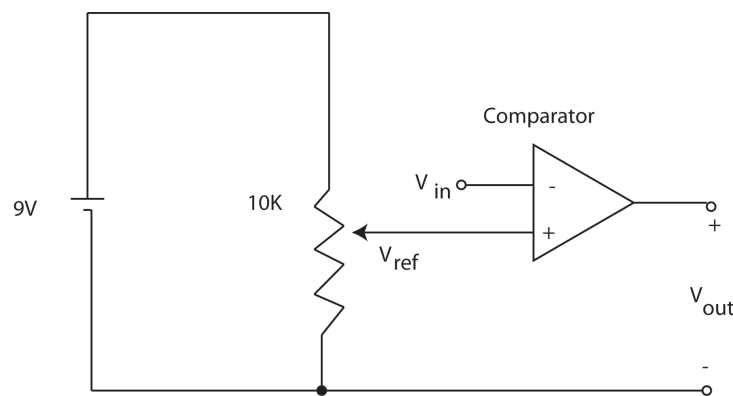 Comparator
V in
-
9V
10K
+
V ref
+
V out
-